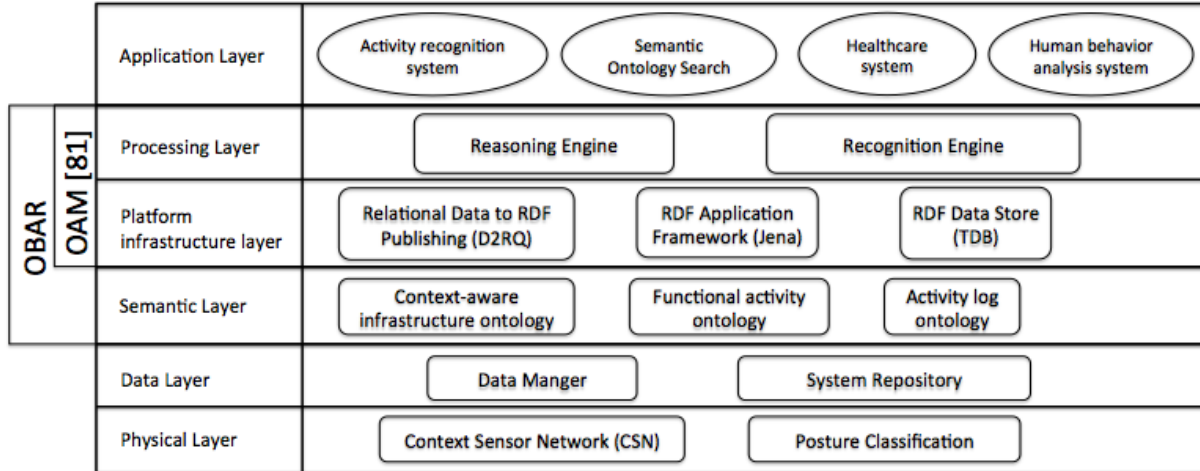 Application Layer
Activity recognition
system
Semantic
Ontology Search
Healthcare
system
Human behavior
analysis system
OBAR
OAM [81]
Processing Layer
Reasoning Engine
Recognition Engine
Platform
infrastructure layer
Relational Data to RDF
Publishing (D2RQ)
RDF Application
Framework (Jena)
RDF Data Store
(TDB)
Semantic Layer
Context-aware
infrastructure ontology
Functional activity
ontology
Activity log
ontology
Data Layer
Data Manger
System Repository
Physical Layer
Context Sensor Network (CSN)
Posture Classification